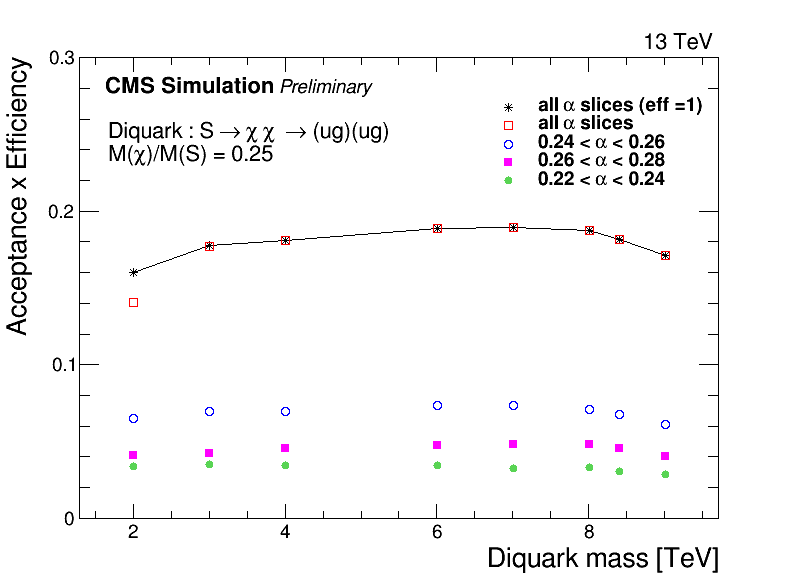 13 TeV
0.3
CMS Simulation Preliminary
all α slices (eff =1)
all α slices
0.24 < α < 0.26
0.26 < α < 0.28
0.22 < α < 0.24
Diquark : S → χ χ → (ug)(ug)
M(χ)/M(S) = 0.25
Acceptance x Efficiency
0.2
0.1
0
2 4 6 8
Diquark mass [TeV]